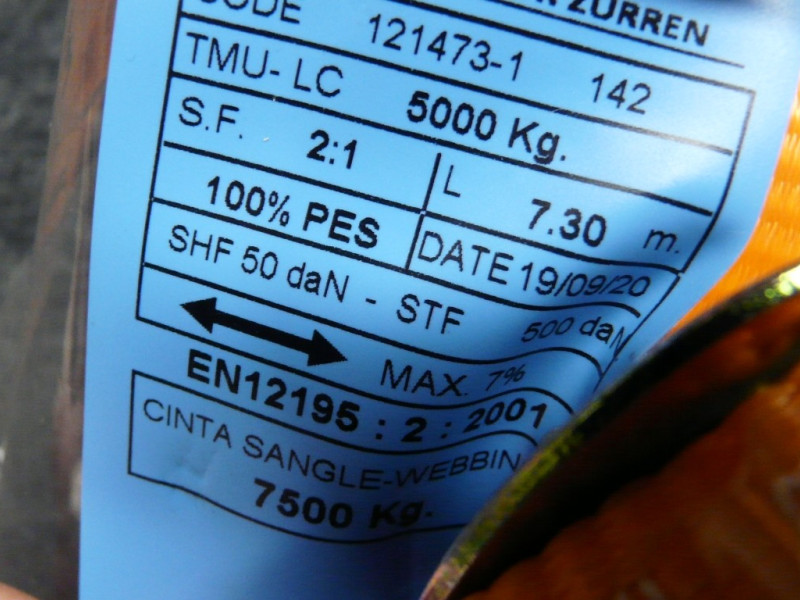 ZURREN
CODE 121473-1 142
TMU- LC 5000 Kg.
S.F. 2:1 L 7.30 m.
100% PES DATE 19/09/20
SHF 50 daN - STF 500 daN
MAX. 7%
EN12195 : 2 : 2001
CINTA SANGLE-WEBBIN
7500 Kg.